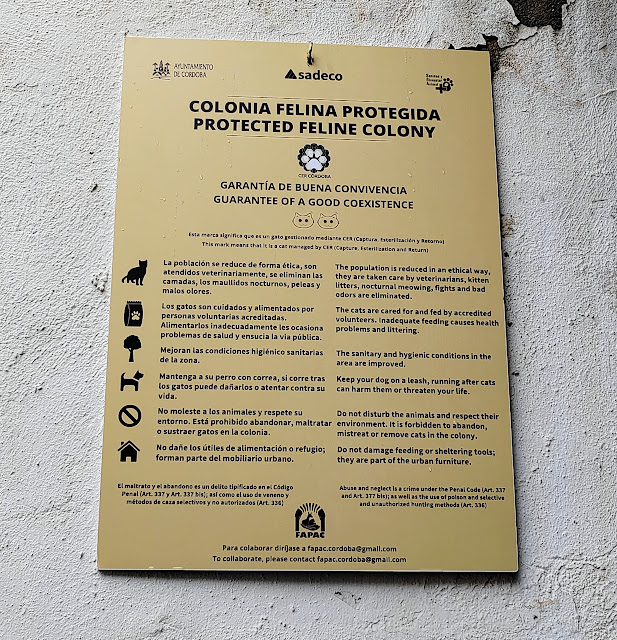 AYUNTAMIENTO
DE CORDOBA
sadeco
Sanidad y
Bienestar
Animal
COLONIA FELINA PROTEGIDA
PROTECTED FELINE COLONY
CER CÓRDOBA
GARANTÍA DE BUENA CONVIVENCIA
GUARANTEE OF A GOOD COEXISTENCE
Esta marca significa que es un gato gestionado mediante CER (Captura, Esterilización y Retorno)
This mark means that it is a cat managed by CER (Capture, Esterilization and Return)
La población se reduce de forma ética, son
atendidos veterinariamente, se eliminan las
camadas, los maullidos nocturnos, peleas y
malos olores.
The population is reduced in an ethical way,
they are taken care by veterinarians, kitten
litters, nocturnal meowing, fights and bad
odors are eliminated.
Los gatos son cuidados y alimentados por
personas voluntarias acreditadas.
Alimentarlos inadecuadamente les ocasiona
problemas de salud y ensucia la vía pública.
The cats are cared for and fed by accredited
volunteers. Inadequate feeding causes health
problems and littering.
Mejoran las condiciones higiénico sanitarias
de la zona.
The sanitary and hygienic conditions in the
area are improved.
Mantenga a su perro con correa, si corre tras
los gatos puede dañarlos o atentar contra su
vida.
Keep your dog on a leash, running after cats
can harm them or threaten your life.
No moleste a los animales y respete su
entorno. Está prohibido abandonar, maltratar
o sustraer gatos en la colonia.
Do not disturb the animals and respect their
environment. It is forbidden to abandon,
mistreat or remove cats in the colony.
No dañe los útiles de alimentación o refugio;
forman parte del mobiliario urbano.
Do not damage feeding or sheltering tools;
they are part of the urban furniture.
El maltrato y el abandono es un delito tipificado en el Código
Penal (Art. 337 y Art. 337 bis); así como el uso de veneno y
métodos de caza selectivos y no autorizados (Art. 336)
Abuse and neglect is a crime under the Penal Code (Art. 337
and Art. 377 bis); as well as the use of poison and selective
and unauthorized hunting methods (Art. 336)
FAPAC
Para colaborar diríjase a fapac.cordoba@gmail.com
To collaborate, please contact fapac.cordoba@gmail.com